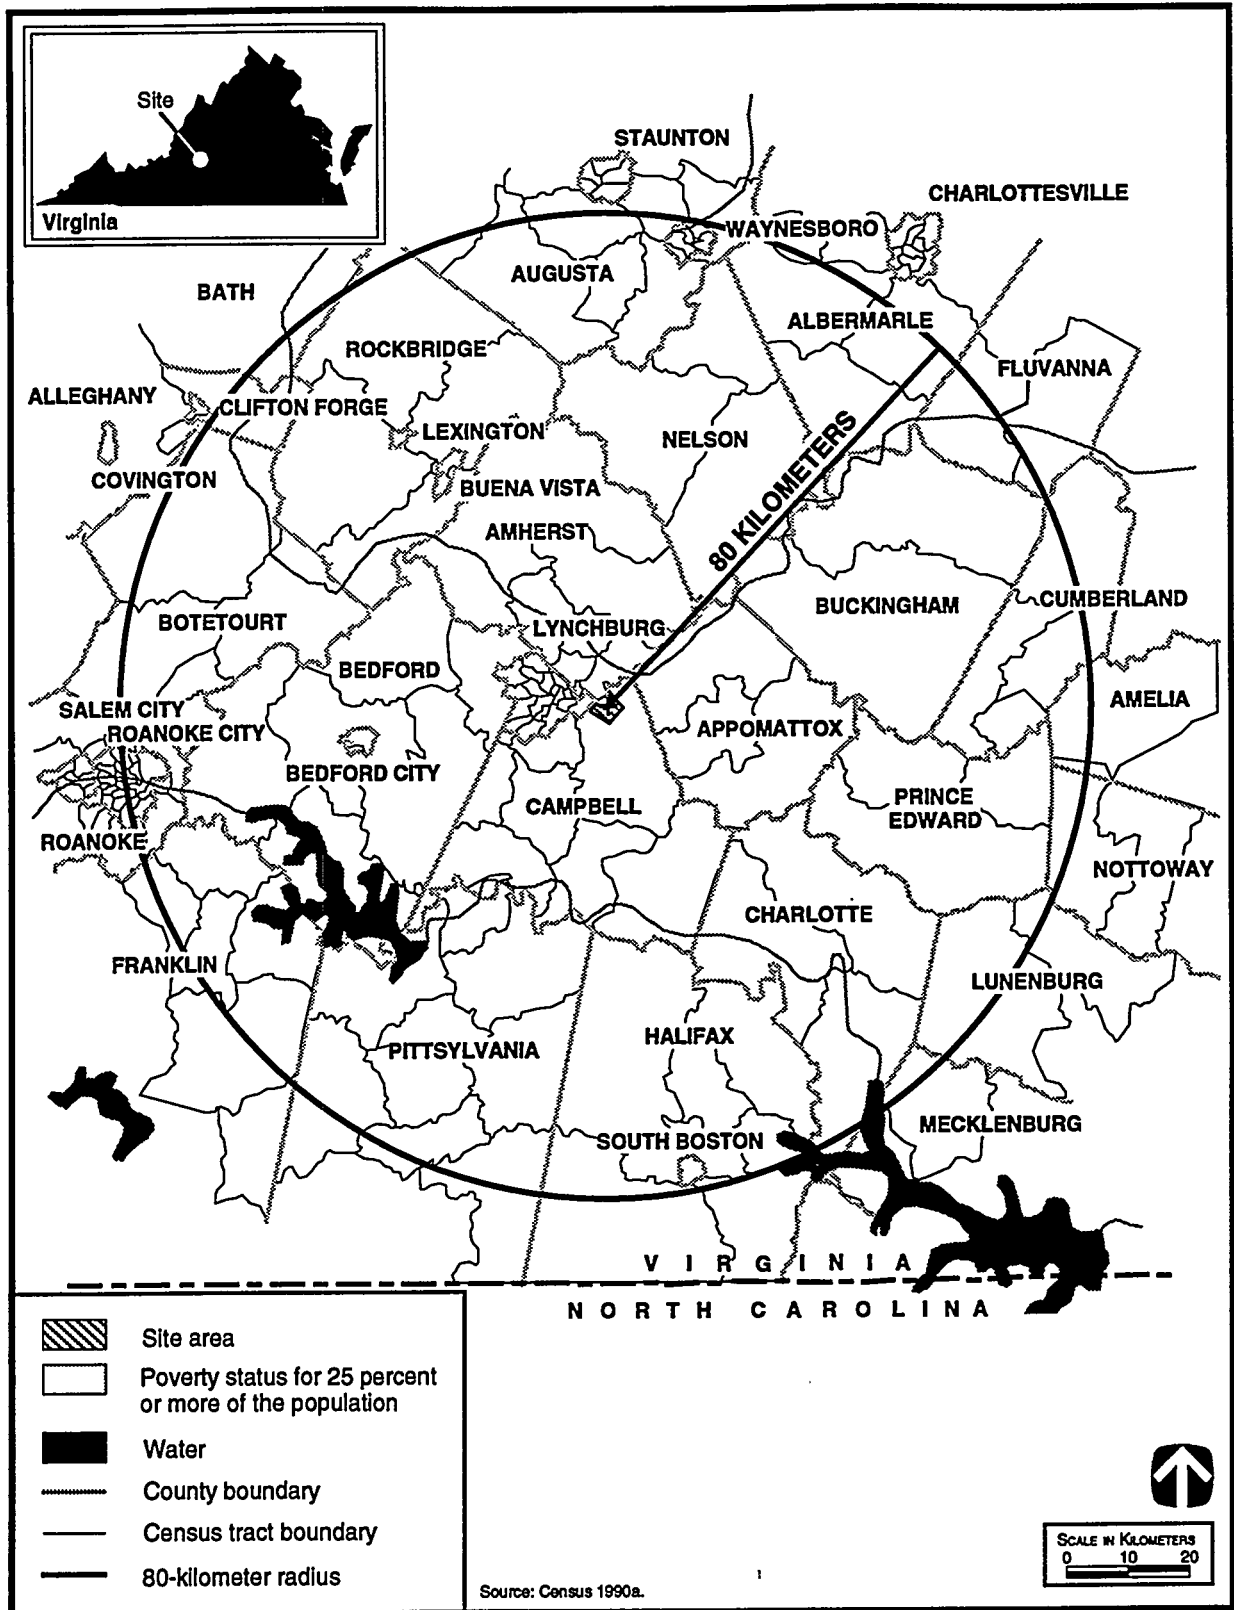 Site
Virginia
STAUNTON
CHARLOTTESVILLE
WAYNESBORO
AUGUSTA
BATH
ALBERMARLE
ROCKBRIDGE
FLUVANNA
ALLEGHANY
CLIFTON FORGE
LEXINGTON
NELSON
COVINGTON
BUENA VISTA
80 KILOMETERS
AMHERST
BUCKINGHAM
CUMBERLAND
BOTETOURT
LYNCHBURG
BEDFORD
AMELIA
SALEM CITY
ROANOKE CITY
APPOMATTOX
BEDFORD CITY
CAMPBELL
PRINCE
EDWARD
ROANOKE
NOTTOWAY
CHARLOTTE
FRANKLIN
LUNENBURG
HALIFAX
PITTSYLVANIA
MECKLENBURG
SOUTH BOSTON
VIRGINIA
NORTH CAROLINA
Site area
Poverty status for 25 percent
or more of the population
Water
County boundary
Census tract boundary
80-kilometer radius
Source: Census 1990a.
SCALE IN KILOMETERS
0 10 20